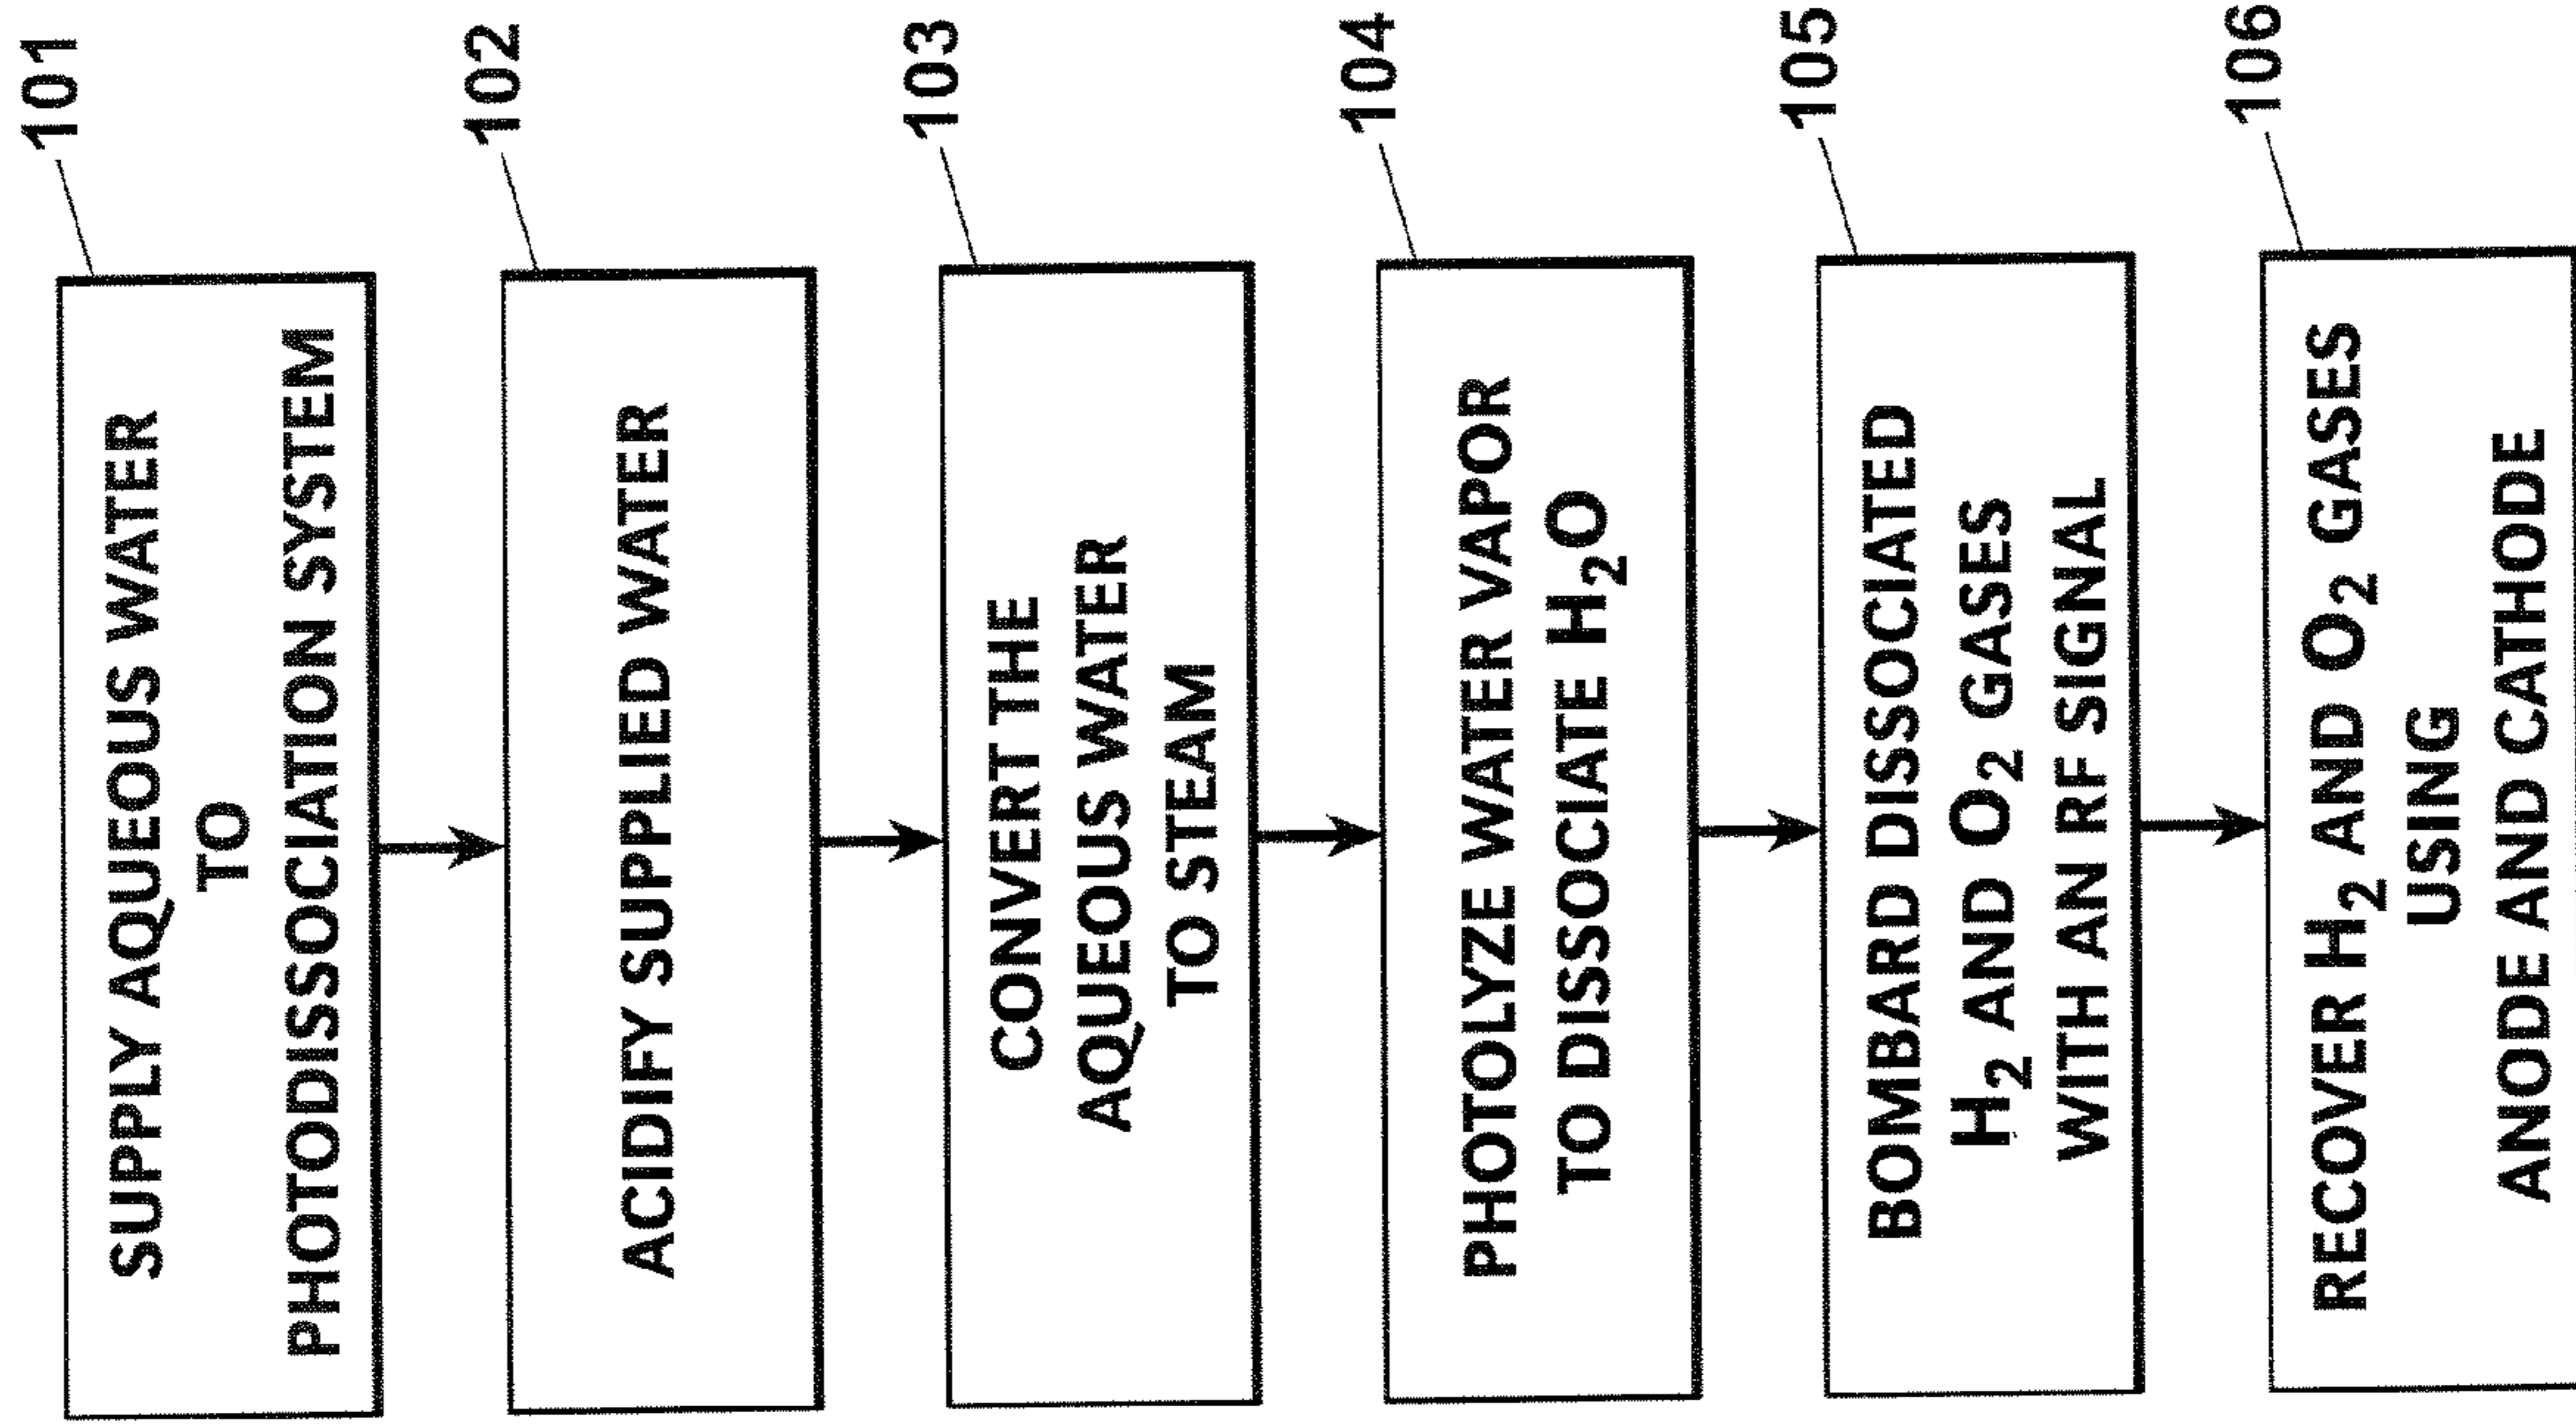 101
SUPPLY AQUEOUS WATER
TO
PHOTODISSOCIATION SYSTEM
102
ACIDIFY SUPPLIED WATER
103
CONVERT THE
AQUEOUS WATER
TO STEAM
104
PHOTOLYZE WATER VAPOR
TO DISSOCIATE H₂O
105
BOMBARD DISSOCIATED
H₂ AND O₂ GASES
WITH AN RF SIGNAL
106
RECOVER H₂ AND O₂ GASES
USING
ANODE AND CATHODE